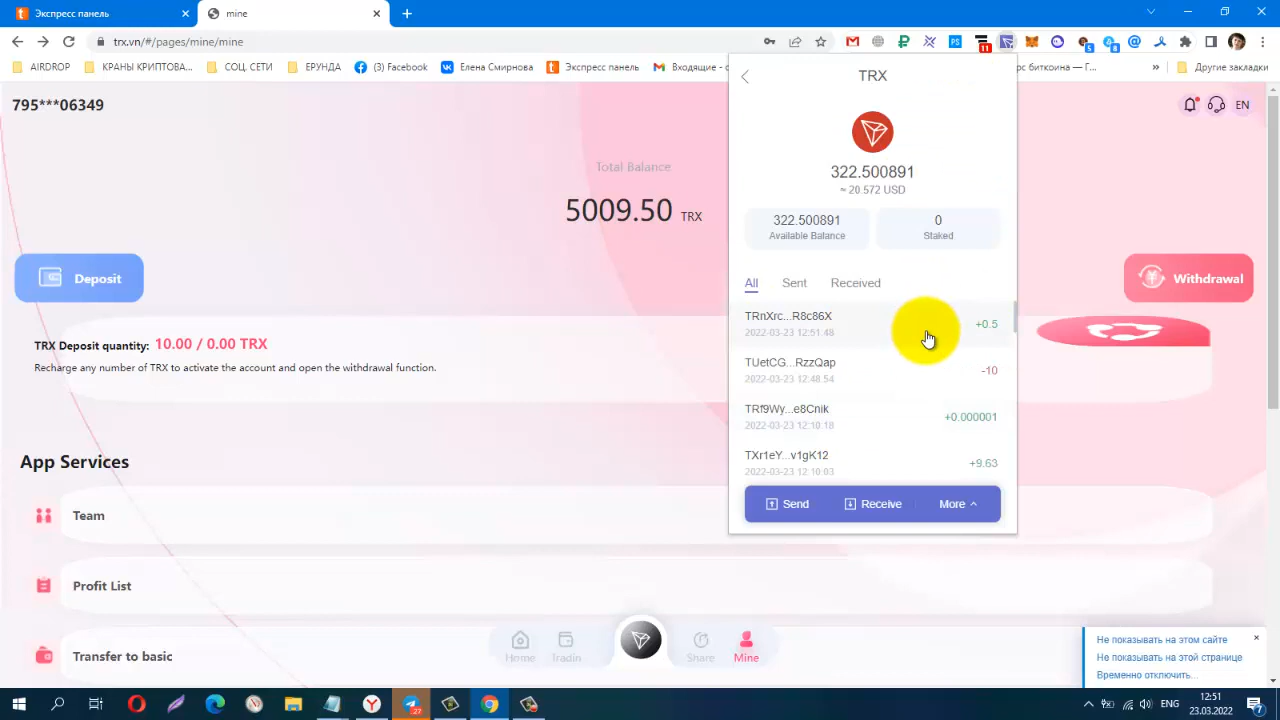 Экспресс панель
mine
trx.vn/#/pages/mine/mine
11
5
8
AIRDROP
КРАНЫ КРИПТОВА...
СОЦ. СЕТИ
ЕРУНДА
(3) Facebook
Елена Смирнова
Экспресс панель
Входящие -
рс биткоина — Г...
»
Другие закладки
795***06349
EN
Total Balance
5009.50 TRX
Deposit
Withdrawal
TRX Deposit quantity: 10.00 / 0.00 TRX
Recharge any number of TRX to activate the account and open the withdrawal function.
App Services
Team
Profit List
Transfer to basic
Home
Tradin
Share
Mine
TRX
322.500891
≈ 20.572 USD
322.500891
Available Balance
0
Staked
All
Sent
Received
TRnXrc...R8c86X
2022-03-23 12:51:48
+0.5
TUetCG...RzzQap
2022-03-23 12:48:54
-10
TRf9Wy...e8Cnik
2022-03-23 12:10:18
+0.000001
TXr1eY...v1gK12
2022-03-23 12:10:03
+9.63
Send
Receive
More
Не показывать на этом сайте
Не показывать на этой странице
Временно отключить...
27
ENG
12:51
23.03.2022
7